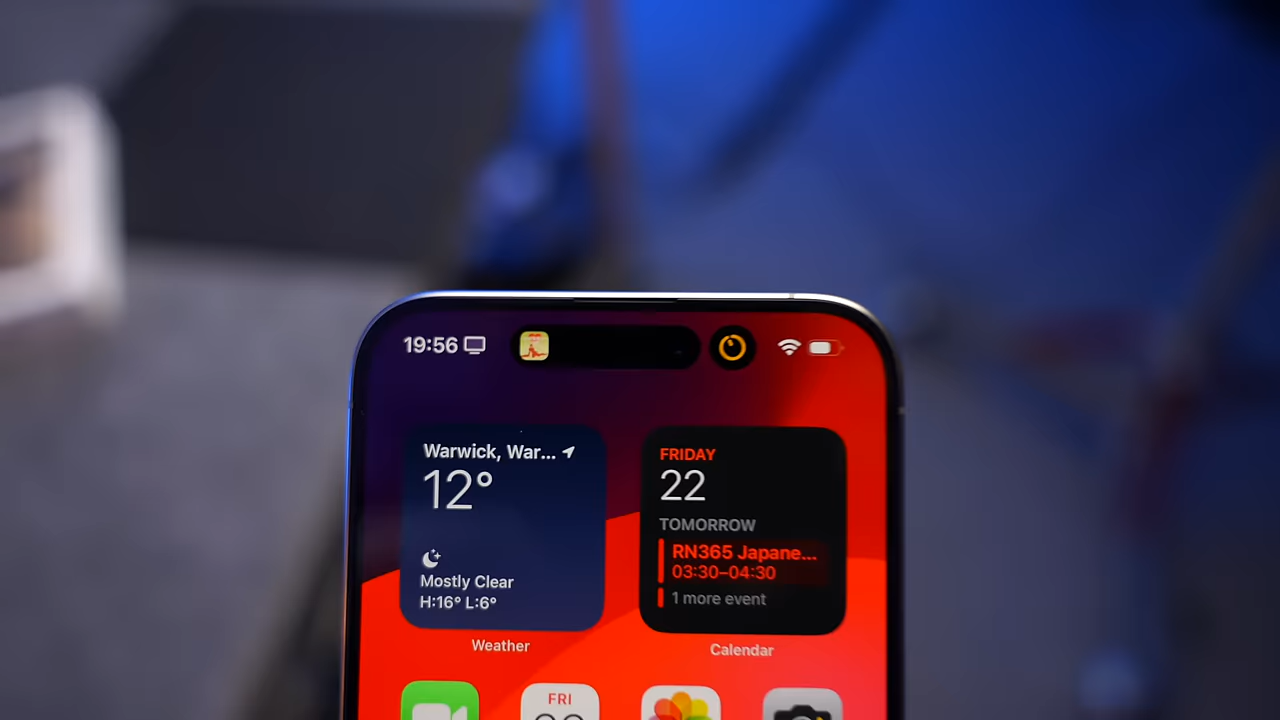 19:56
Warwick, War...
12°
Mostly Clear
H:16° L:6°
Weather
FRIDAY
22
TOMORROW
RN365 Japane...
03:30–04:30
1 more event
Calendar
FRI